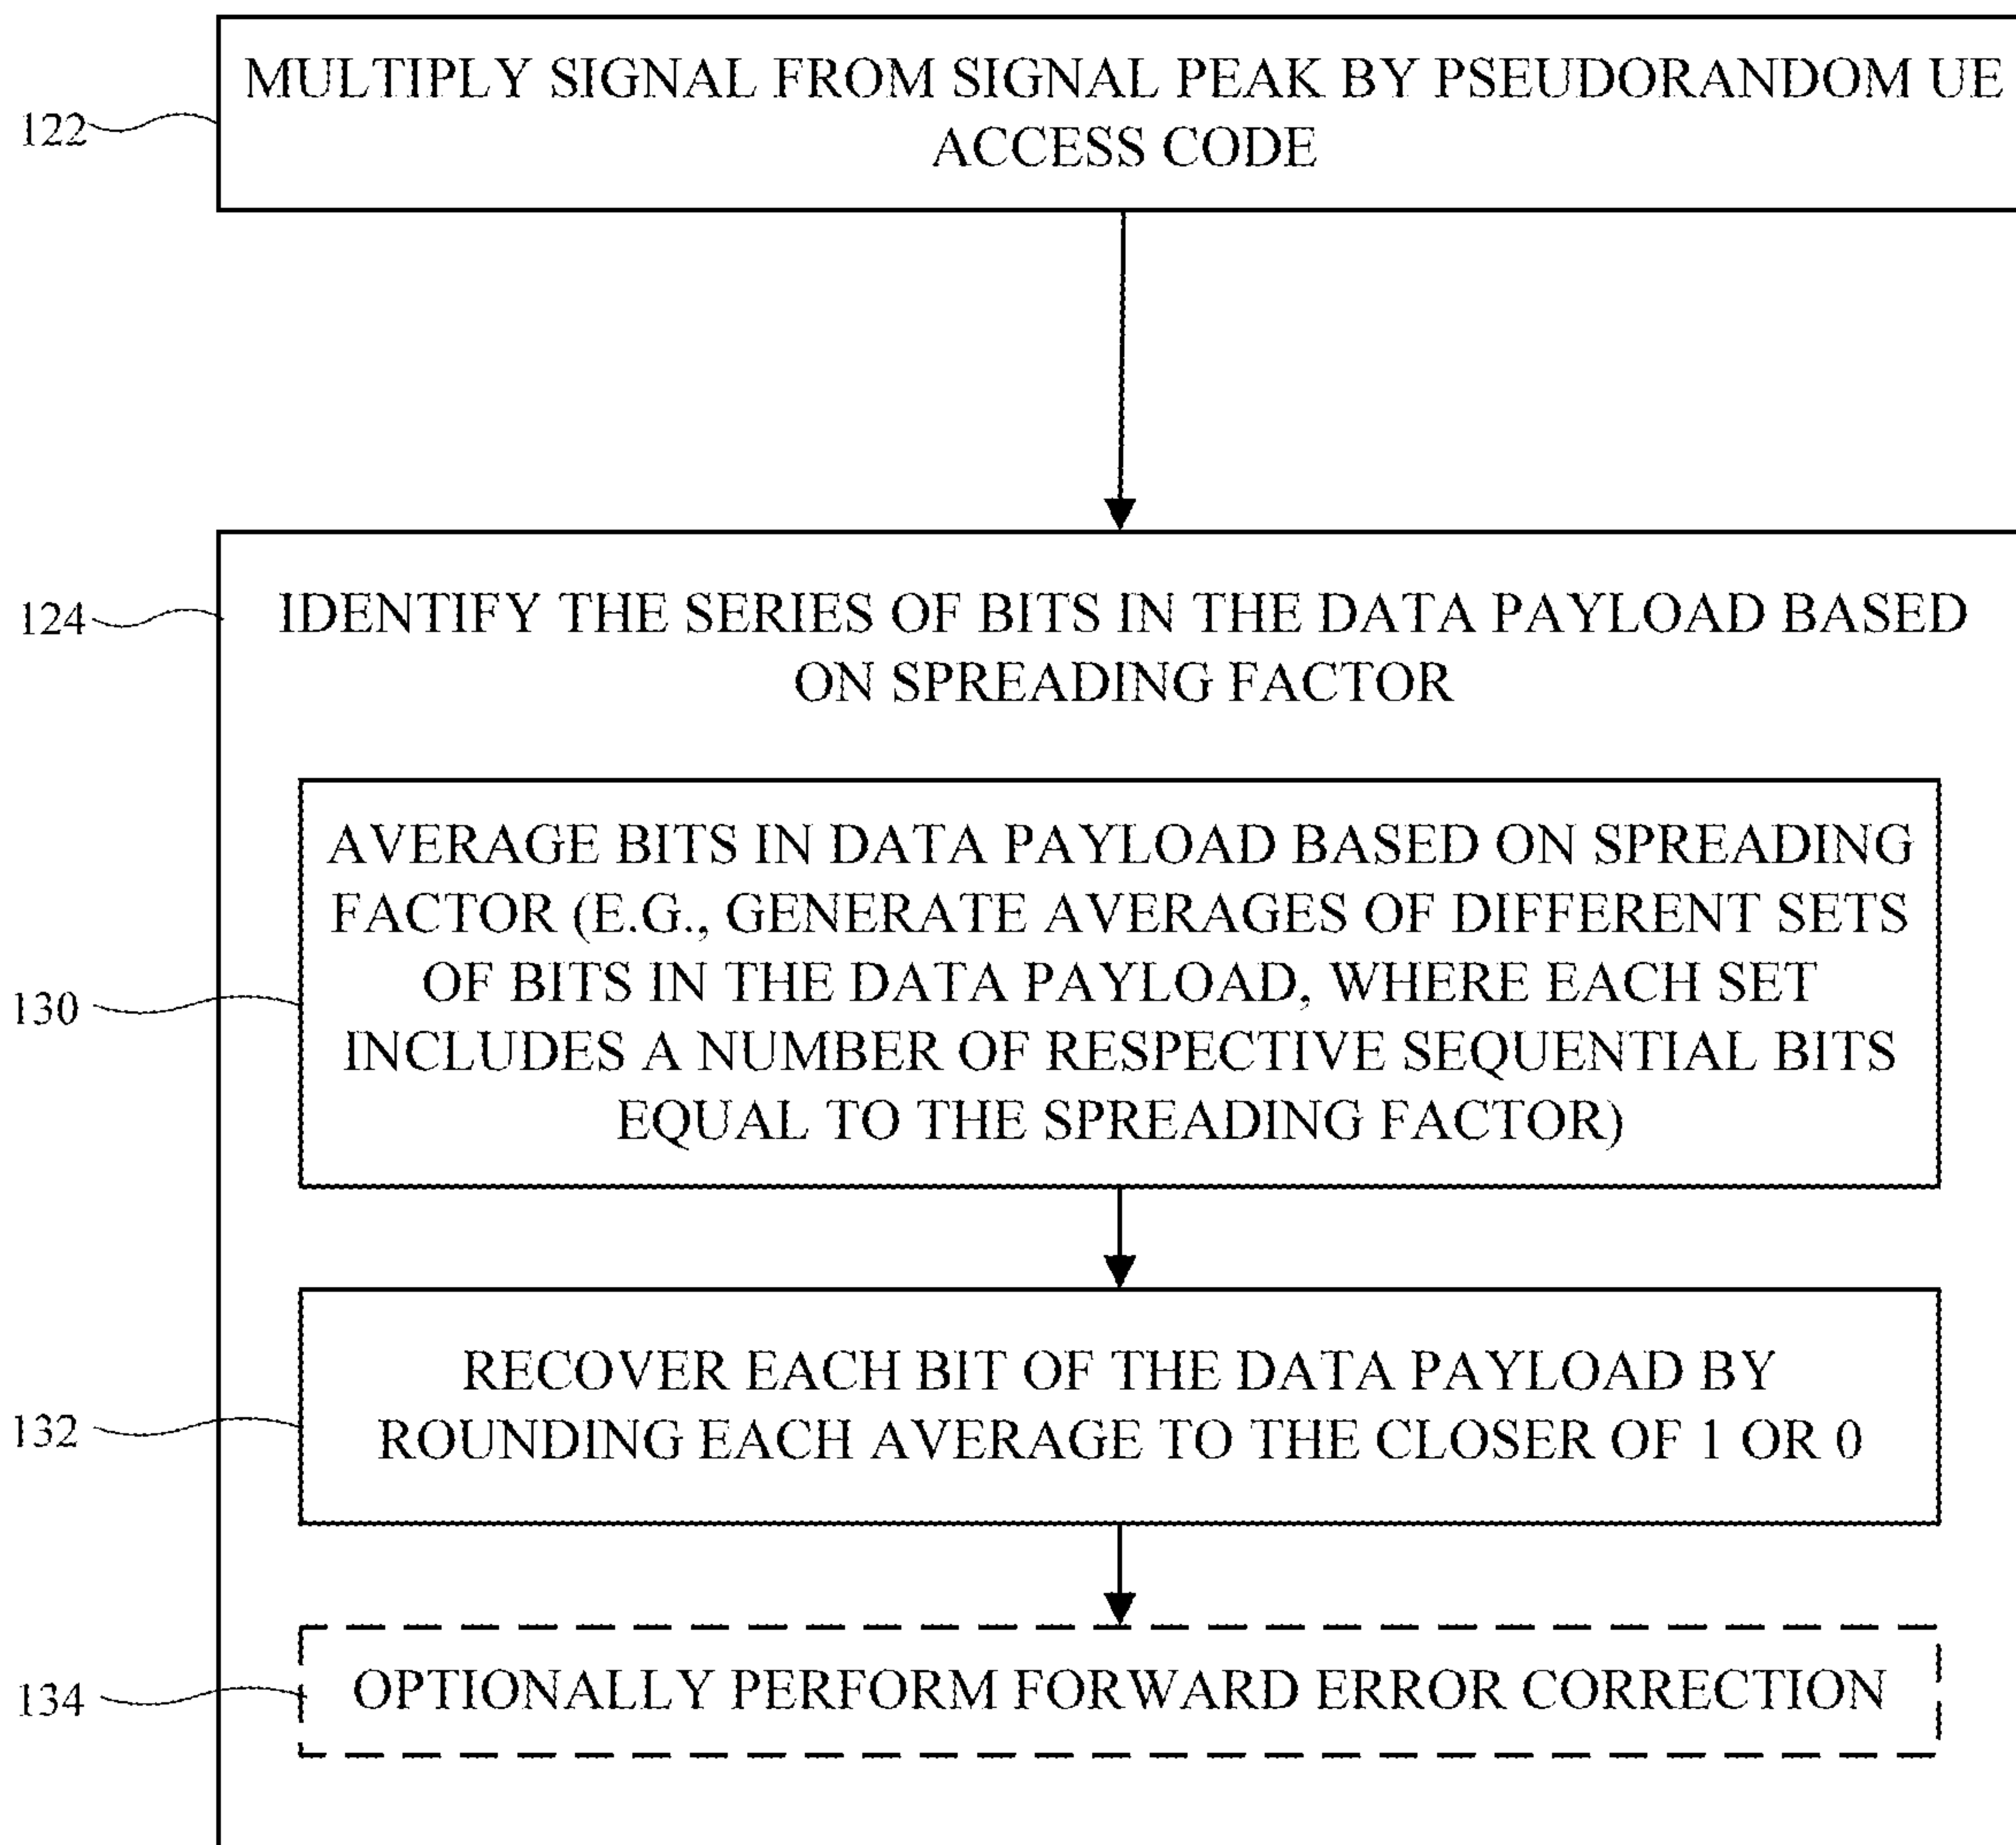 MULTIPLY SIGNAL FROM SIGNAL PEAK BY PSEUDORANDOM UE
ACCESS CODE
122
124
IDENTIFY THE SERIES OF BITS IN THE DATA PAYLOAD BASED
ON SPREADING FACTOR
AVERAGE BITS IN DATA PAYLOAD BASED ON SPREADING
FACTOR (E.G., GENERATE AVERAGES OF DIFFERENT SETS
OF BITS IN THE DATA PAYLOAD, WHERE EACH SET
INCLUDES A NUMBER OF RESPECTIVE SEQUENTIAL BITS
EQUAL TO THE SPREADING FACTOR)
130
RECOVER EACH BIT OF THE DATA PAYLOAD BY
ROUNDING EACH AVERAGE TO THE CLOSER OF 1 OR 0
132
OPTIONALLY PERFORM FORWARD ERROR CORRECTION
134